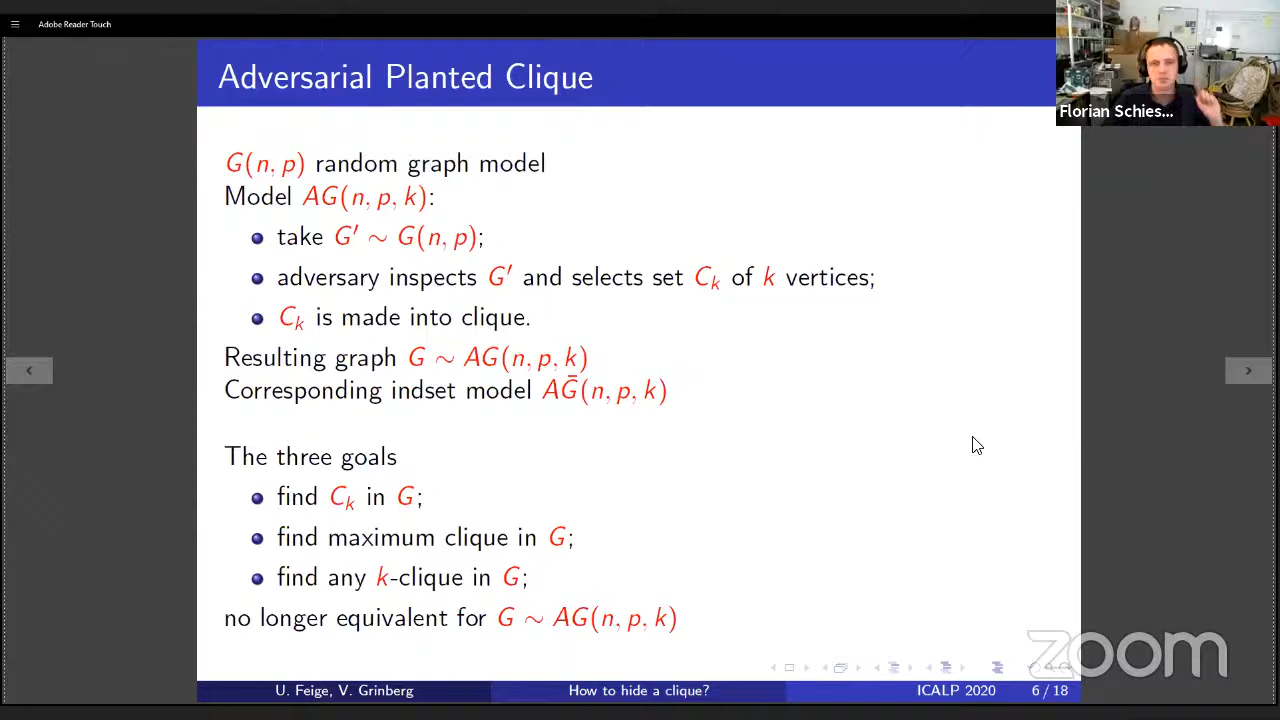 Adobe Reader Touch
Adversarial Planted Clique
Florian Schies...
G(n, p) random graph model
Model AG(n, p, k):
take G′ ∼ G(n, p);
adversary inspects G′ and selects set Cₖ of k vertices;
Cₖ is made into clique.
Resulting graph G ∼ AG(n, p, k)
Corresponding indset model AḠ(n, p, k)
The three goals
find Cₖ in G;
find maximum clique in G;
find any k-clique in G;
no longer equivalent for G ∼ AG(n, p, k)
zoom
U. Feige, V. Grinberg How to hide a clique? ICALP 2020 6 / 18